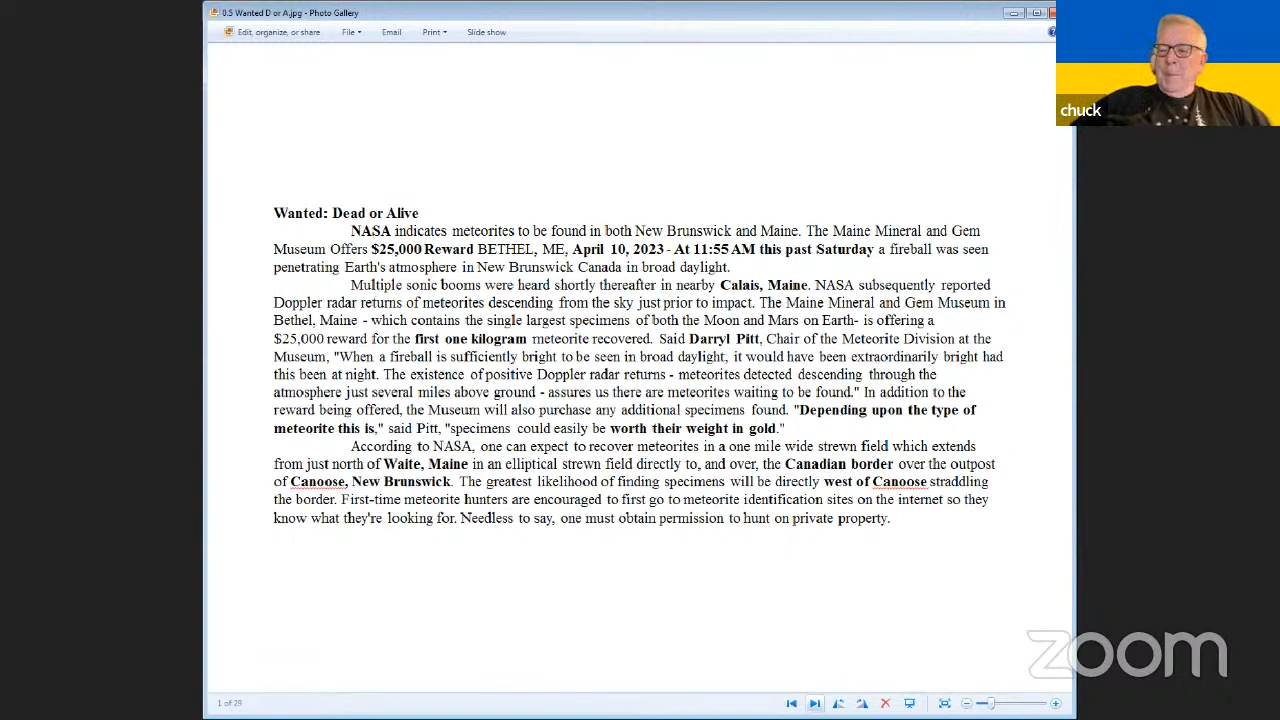 0.5 Wanted D or A.jpg - Photo Gallery
Edit, organize, or share File Email Print Slide show
chuck
Wanted: Dead or Alive
NASA indicates meteorites to be found in both New Brunswick and Maine. The Maine Mineral and Gem
Museum Offers $25,000 Reward BETHEL, ME, April 10, 2023 - At 11:55 AM this past Saturday a fireball was seen
penetrating Earth's atmosphere in New Brunswick Canada in broad daylight.
Multiple sonic booms were heard shortly thereafter in nearby Calais, Maine. NASA subsequently reported
Doppler radar returns of meteorites descending from the sky just prior to impact. The Maine Mineral and Gem Museum in
Bethel, Maine - which contains the single largest specimens of both the Moon and Mars on Earth- is offering a
$25,000 reward for the first one kilogram meteorite recovered. Said Darryl Pitt, Chair of the Meteorite Division at the
Museum, "When a fireball is sufficiently bright to be seen in broad daylight, it would have been extraordinarily bright had
this been at night. The existence of positive Doppler radar returns - meteorites detected descending through the
atmosphere just several miles above ground - assures us there are meteorites waiting to be found." In addition to the
reward being offered, the Museum will also purchase any additional specimens found. "Depending upon the type of
meteorite this is," said Pitt, "specimens could easily be worth their weight in gold."
According to NASA, one can expect to recover meteorites in a one mile wide strewn field which extends
from just north of Waite, Maine in an elliptical strewn field directly to, and over, the Canadian border over the outpost
of Canoose, New Brunswick. The greatest likelihood of finding specimens will be directly west of Canoose straddling
the border. First-time meteorite hunters are encouraged to first go to meteorite identification sites on the internet so they
know what they're looking for. Needless to say, one must obtain permission to hunt on private property.
zoom
1 of 29